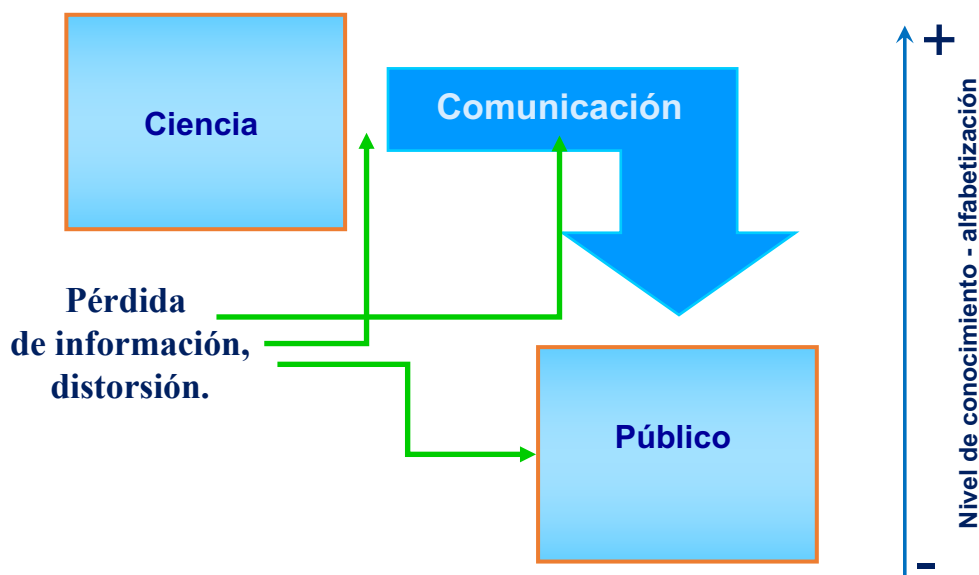 Ciencia
Comunicación
+
Pérdida
de información,
distorsión.
Público
Nivel de conocimiento - alfabetización
-